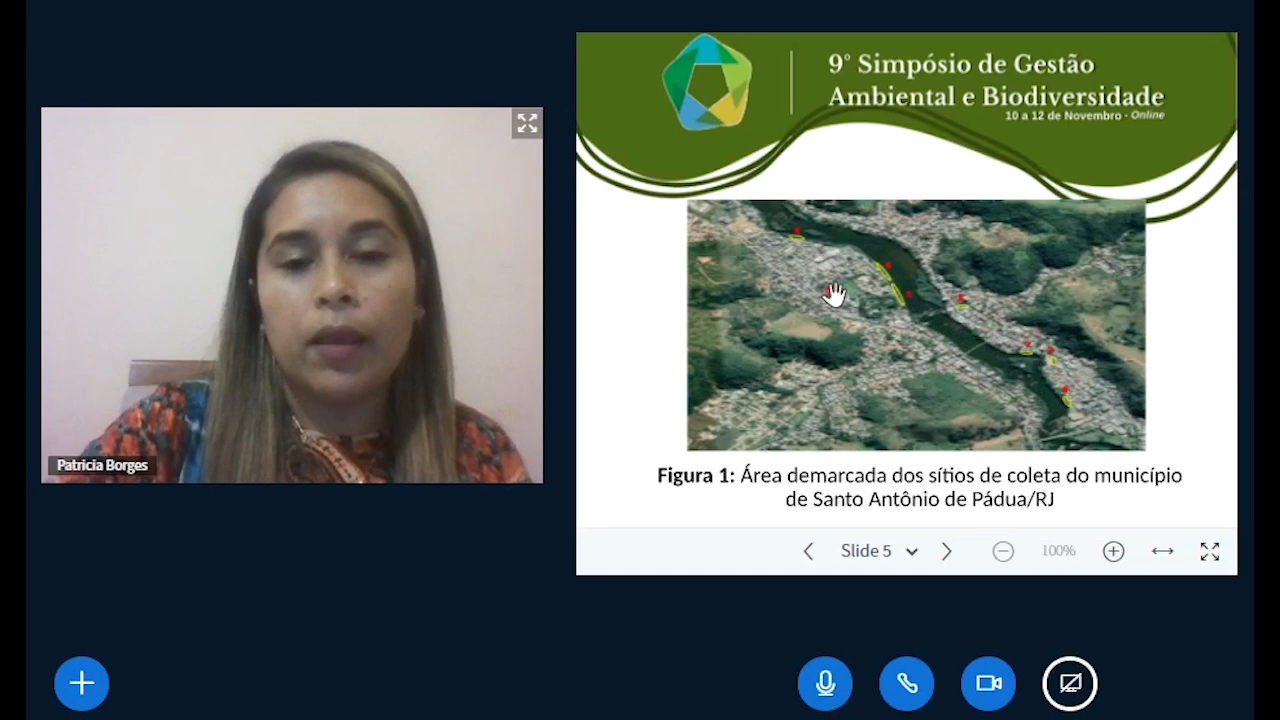 9° Simpósio de Gestão
Ambiental e Biodiversidade
10 a 12 de Novembro - Online
Patricia Borges
Figura 1: Área demarcada dos sítios de coleta do município
de Santo Antônio de Pádua/RJ
Slide 5
100%